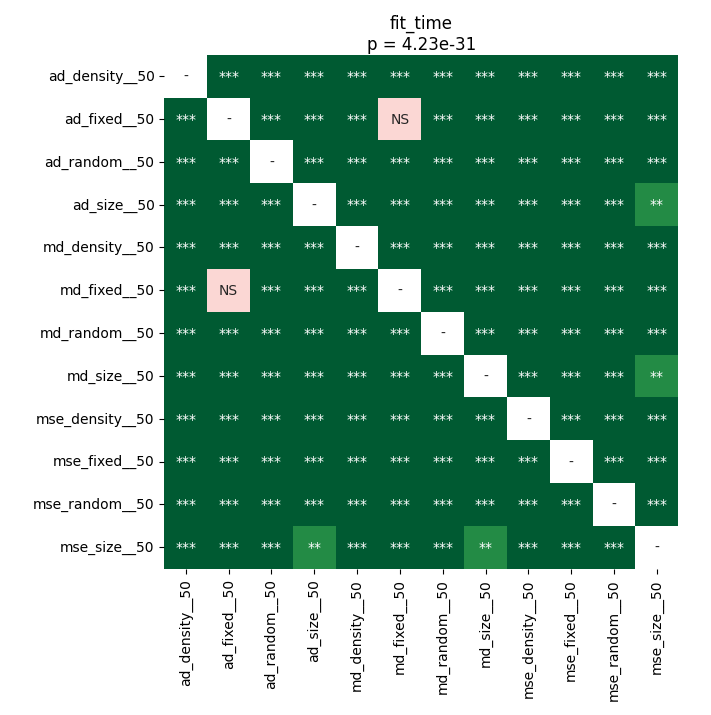 fit_time
p = 4.23e-31
ad_density__50 - *** *** *** *** *** *** *** *** *** *** ***
ad_fixed__50 *** - *** *** *** NS *** *** *** *** *** ***
ad_random__50 *** *** - *** *** *** *** *** *** *** *** ***
ad_size__50 *** *** *** - *** *** *** *** *** *** *** **
md_density__50 *** *** *** *** - *** *** *** *** *** *** ***
md_fixed__50 *** NS *** *** *** - *** *** *** *** *** ***
md_random__50 *** *** *** *** *** *** - *** *** *** *** ***
md_size__50 *** *** *** *** *** *** *** - *** *** *** **
mse_density__50 *** *** *** *** *** *** *** *** - *** *** ***
mse_fixed__50 *** *** *** *** *** *** *** *** *** - *** ***
mse_random__50 *** *** *** *** *** *** *** *** *** *** - ***
mse_size__50 *** *** *** ** *** *** *** ** *** *** *** -
ad_density__50
ad_fixed__50
ad_random__50
ad_size__50
md_density__50
md_fixed__50
md_random__50
md_size__50
mse_density__50
mse_fixed__50
mse_random__50
mse_size__50